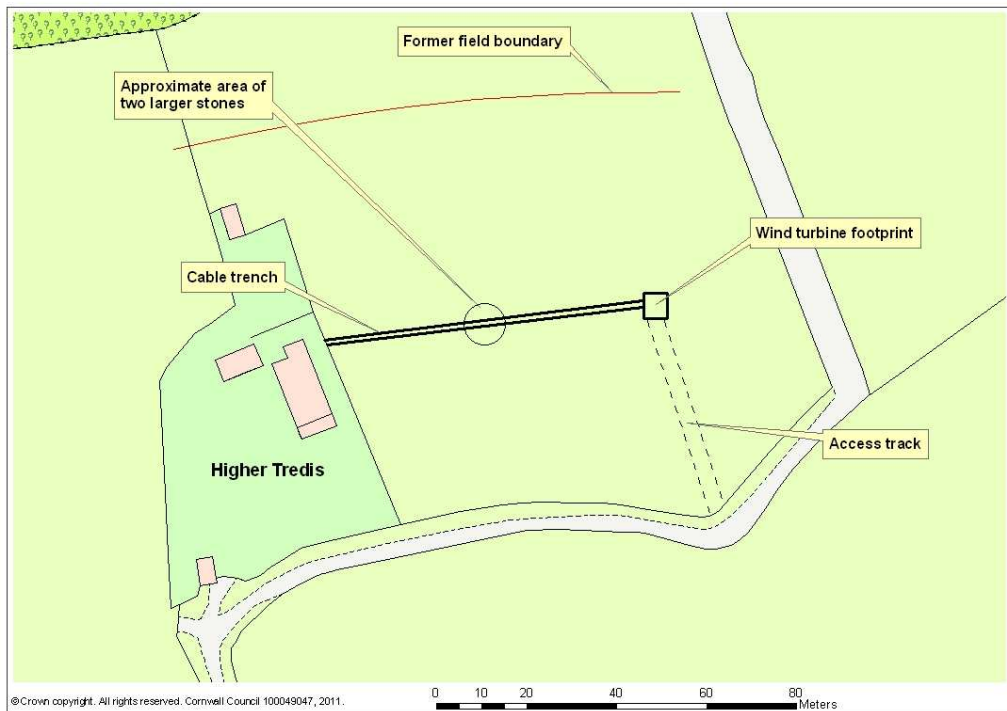 Former field boundary
Approximate area of
two larger stones
Wind turbine footprint
Cable trench
Access track
Higher Tredis
©Crown copyright. All rights reserved. Cornwall Council 100049047, 2011.
0 10 20 40 60 80
Meters